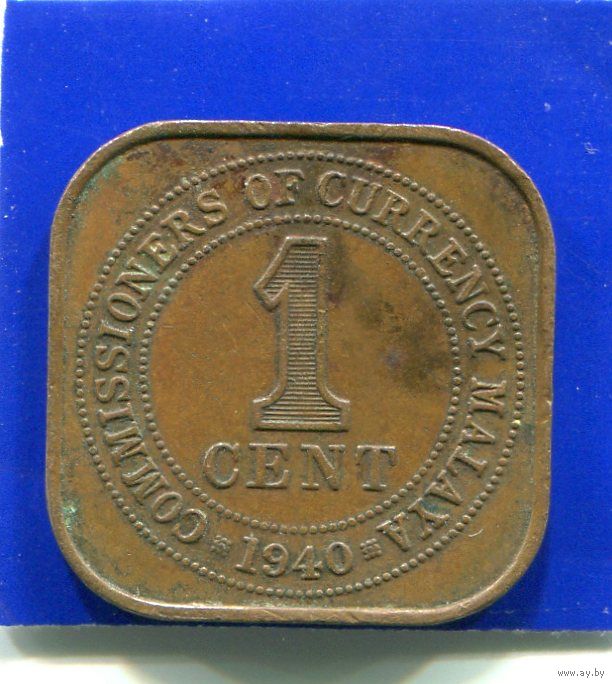 COMMISSIONERS OF CURRENCY MALAYA
1
CENT
1940
www.ay.by